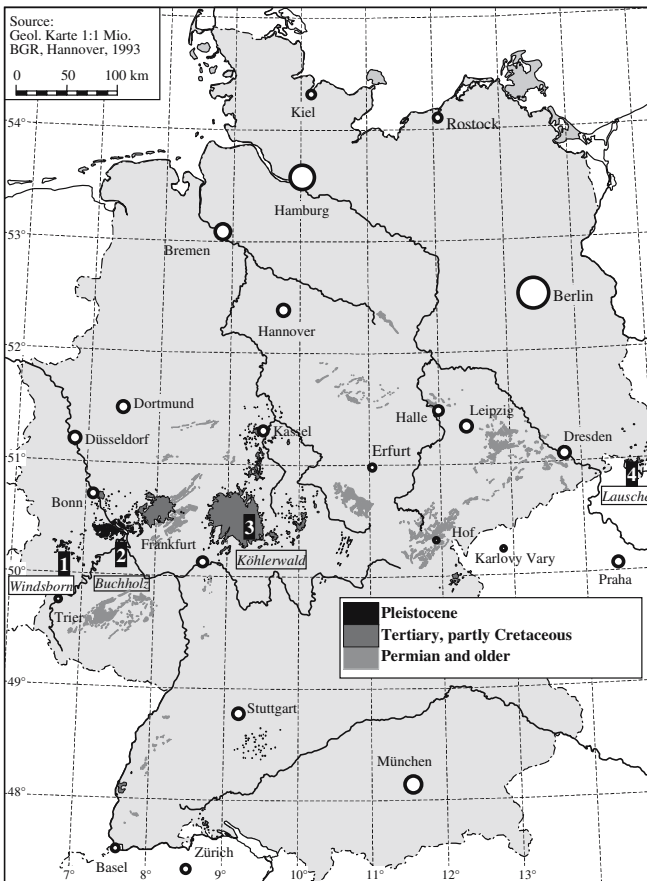 Source:
Geol. Karte 1:1 Mio.
BGR, Hannover, 1993
0 50 100 km
Kiel
54°
Rostock
Hamburg
53°
Bremen
Berlin
Hannover
52°
Dortmund
Halle
Leipzig
Kassel
Düsseldorf
Erfurt
Dresden
51°
4
Bonn
Lausche
3
Hof
1
2
Frankfurt
Köhlerwald
Karlovy Vary
Praha
50°
Windsborn
Buchholz
Trier
Pleistocene
Tertiary, partly Cretaceous
Permian and older
49°
Stuttgart
München
48°
Basel
Zürich
7° 8° 9° 10° 11° 12° 13°